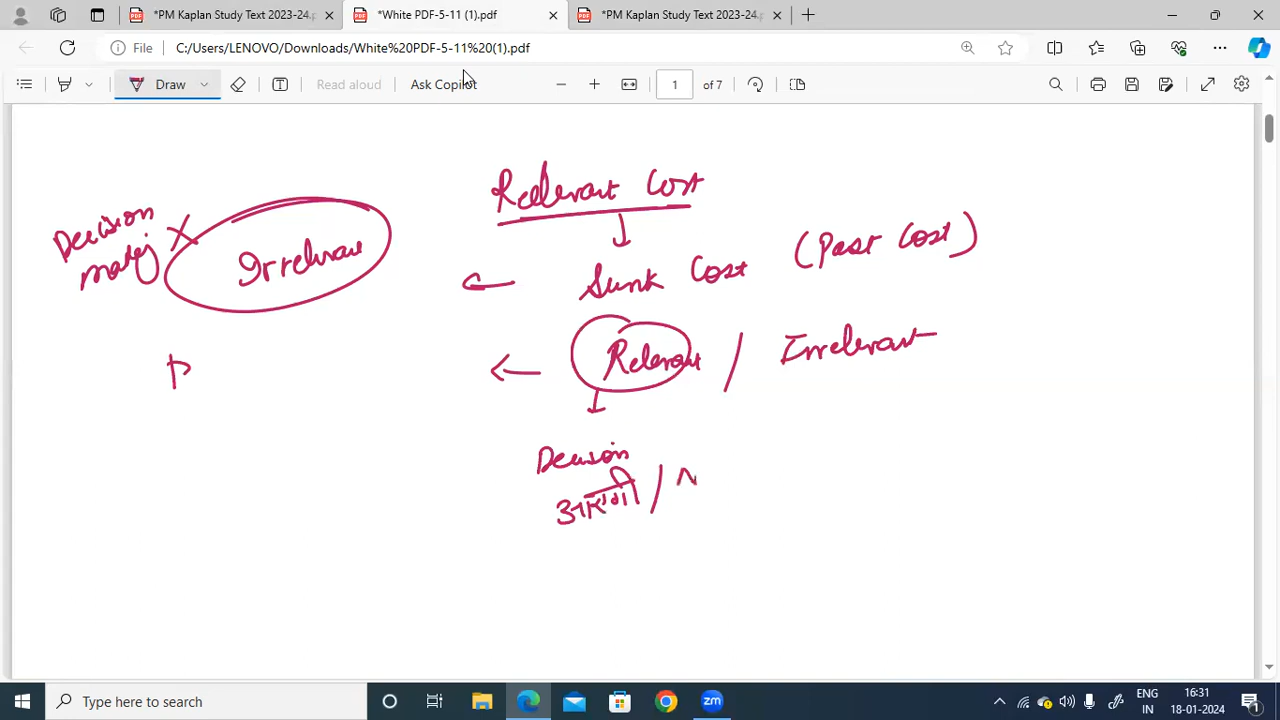 *PM Kaplan Study Text 2023-24.
*White PDF-5-11 (1).pdf
*PM Kaplan Study Text 2023-24.
File
C:/Users/LENOVO/Downloads/White%20PDF-5-11%20(1).pdf
Draw
Read aloud
Ask Copilot
1
of 7
Relevant Cost
Decision
making
Irrelevant
Sunk Cost (Past Cost)
Relevant / Irrelevant
Decision
Type here to search
ENG
IN
16:31
18-01-2024